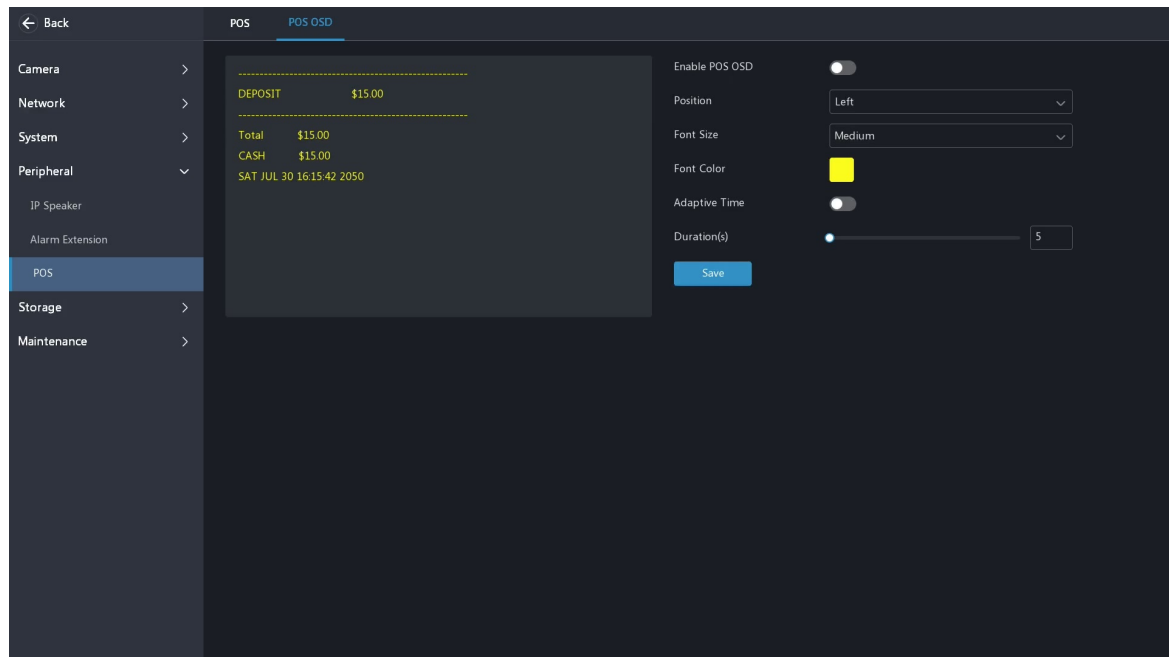 Back
POS POS OSD
Camera
Network
System
Peripheral
IP Speaker
Alarm Extension
POS
Storage
Maintenance
-------------------------------------------------------
DEPOSIT $15.00
-------------------------------------------------------
Total $15.00
CASH $15.00
SAT JUL 30 16:15:42 2050
Enable POS OSD
Position Left
Font Size Medium
Font Color
Adaptive Time
Duration(s) 5
Save